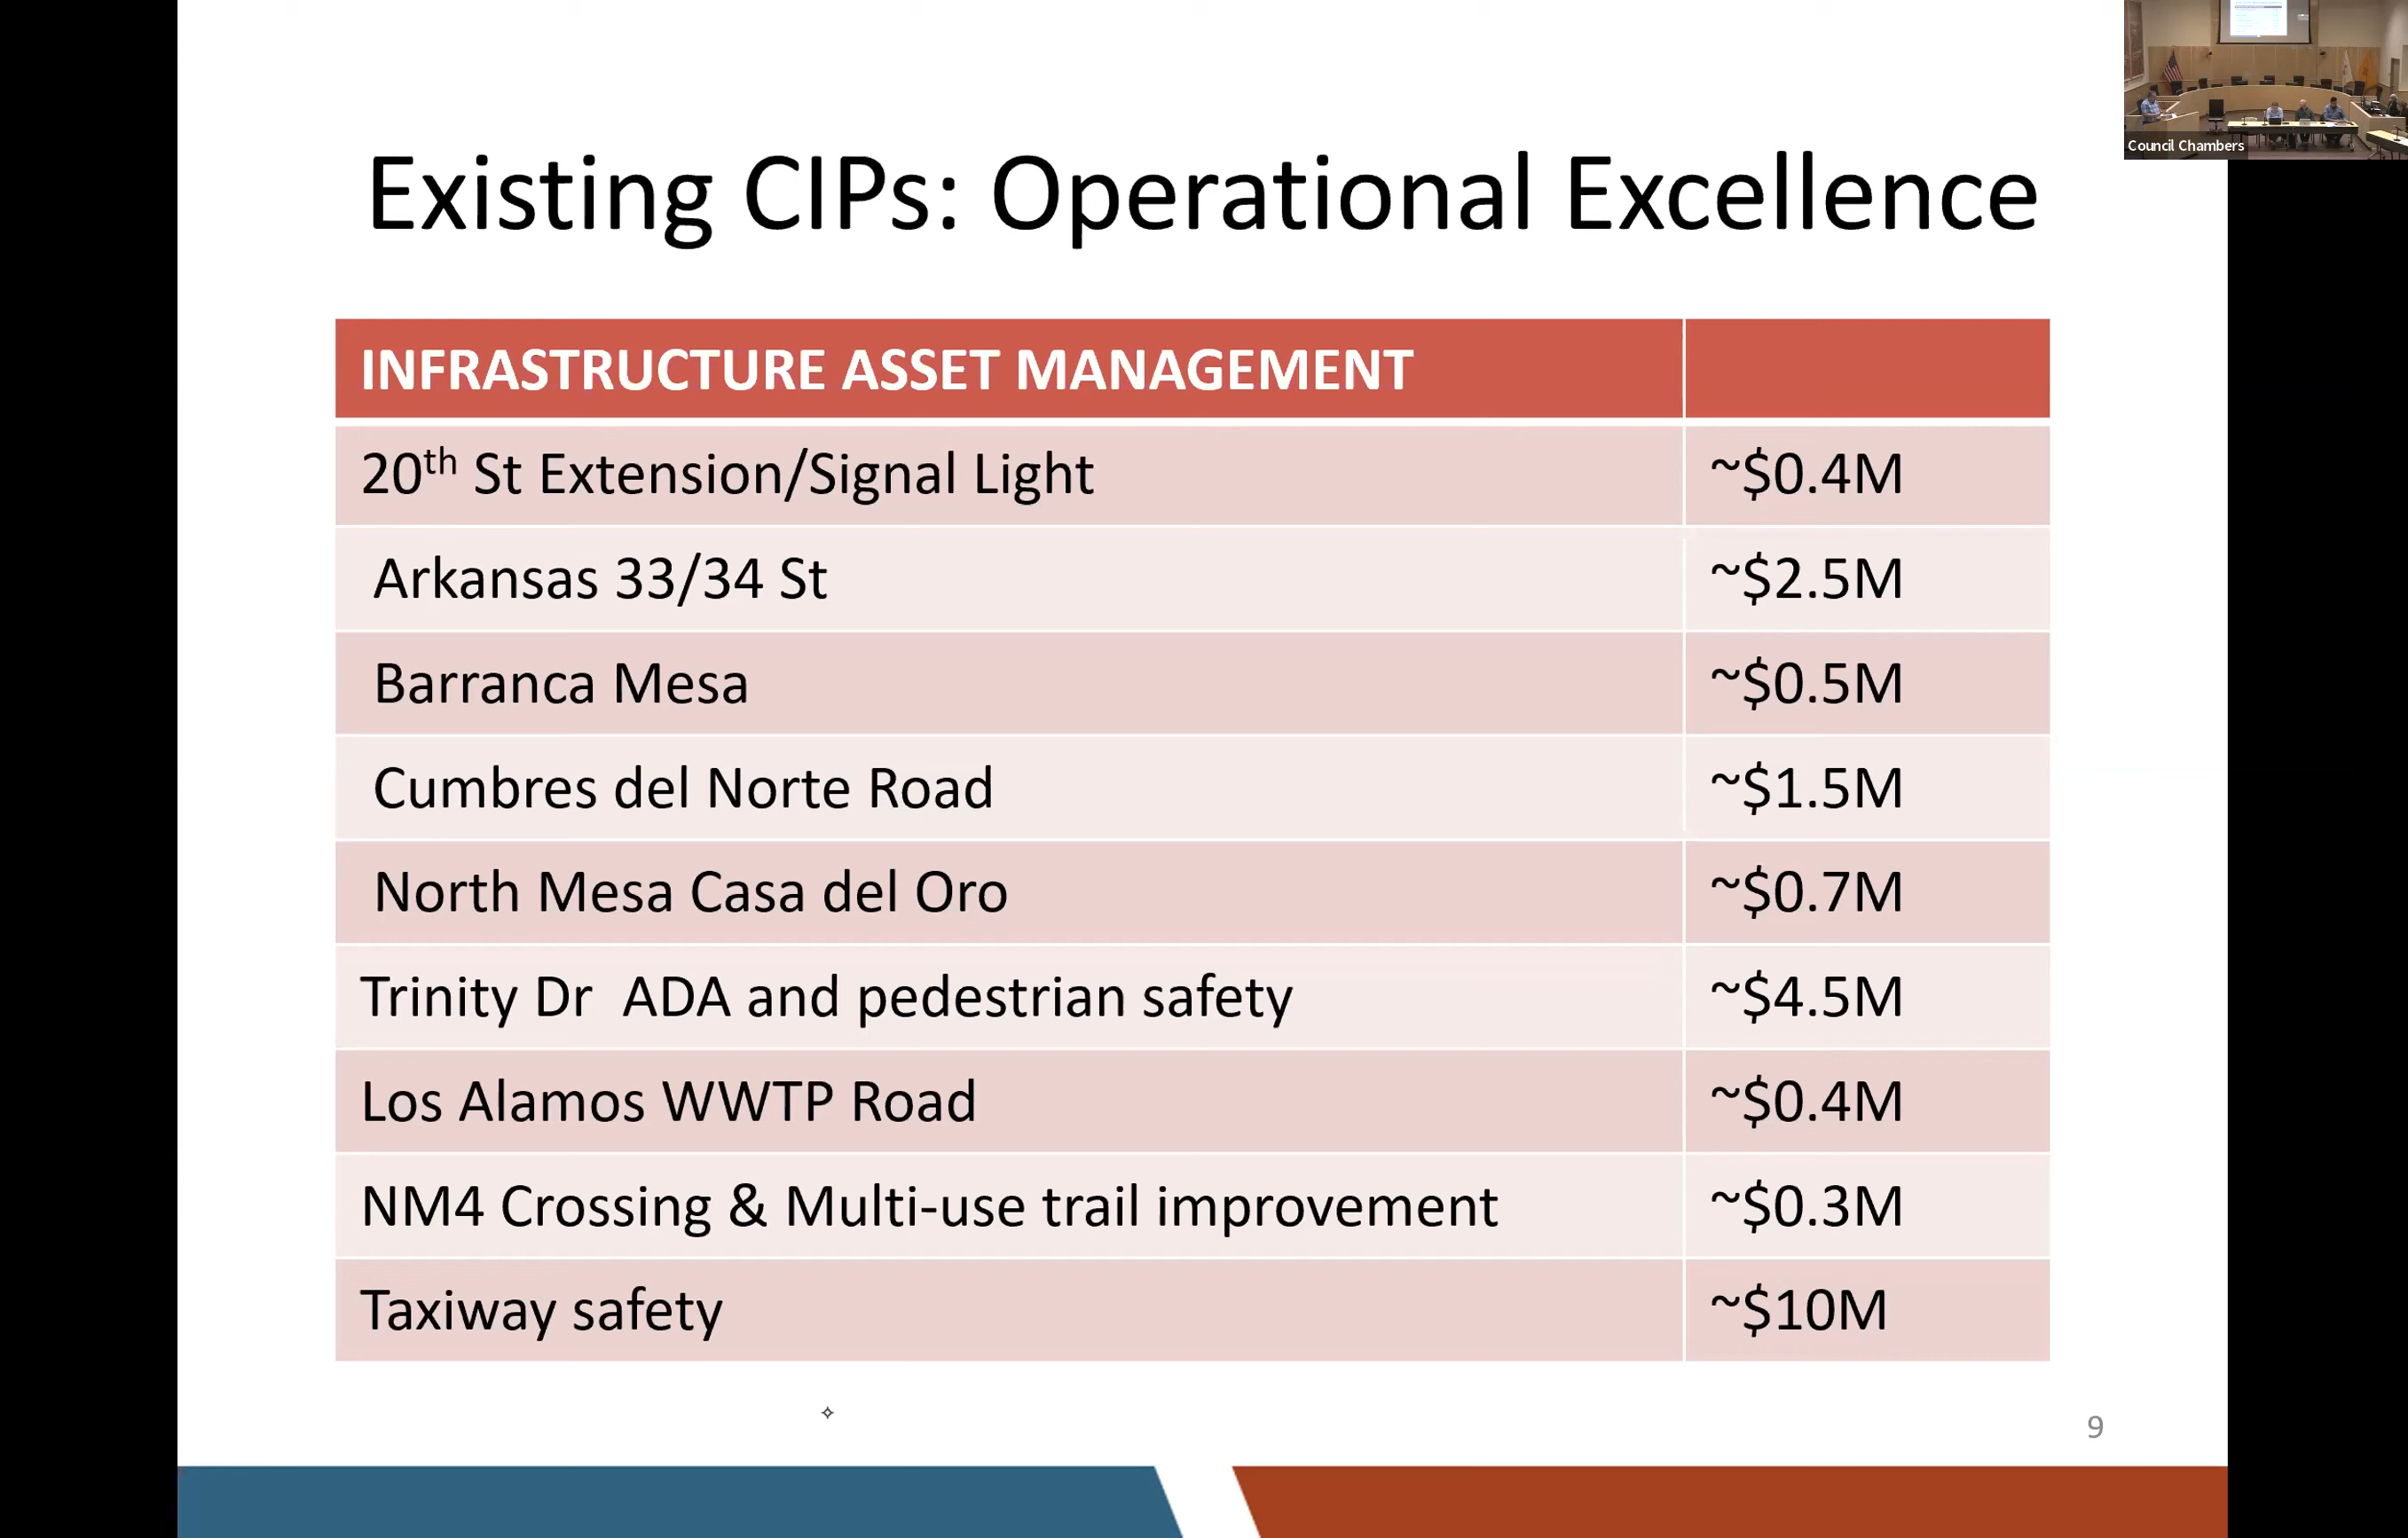 Council Chambers
Existing CIPs: Operational Excellence
INFRASTRUCTURE ASSET MANAGEMENT
20th St Extension/Signal Light ~$0.4M
Arkansas 33/34 St ~$2.5M
Barranca Mesa ~$0.5M
Cumbres del Norte Road ~$1.5M
North Mesa Casa del Oro ~$0.7M
Trinity Dr  ADA and pedestrian safety ~$4.5M
Los Alamos WWTP Road ~$0.4M
NM4 Crossing & Multi-use trail improvement ~$0.3M
Taxiway safety ~$10M
9